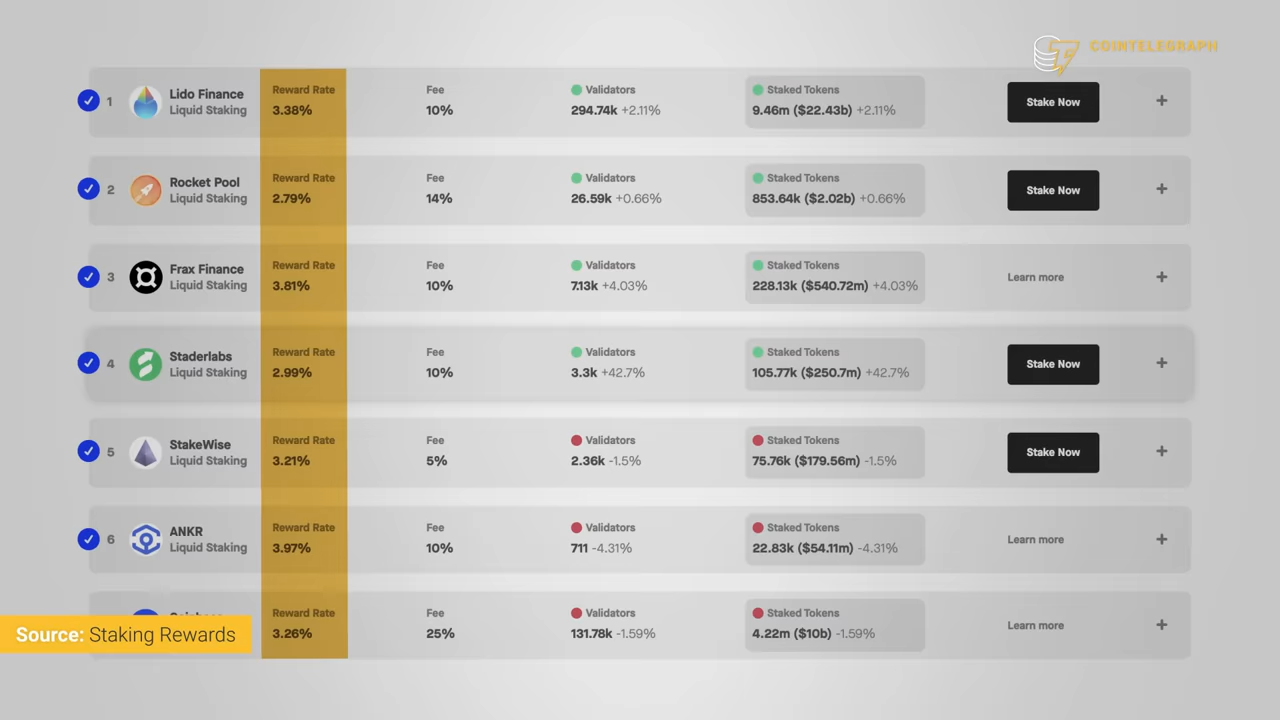 COINTELEGRAPH
1 Lido Finance Liquid Staking Reward Rate 3.38% Fee 10% Validators 294.74k +2.11% Staked Tokens 9.46m ($22.43b) +2.11% Stake Now +
2 Rocket Pool Liquid Staking Reward Rate 2.79% Fee 14% Validators 26.59k +0.66% Staked Tokens 853.64k ($2.02b) +0.66% Stake Now +
3 Frax Finance Liquid Staking Reward Rate 3.81% Fee 10% Validators 7.13k +4.03% Staked Tokens 228.13k ($540.72m) +4.03% Learn more +
4 Staderlabs Liquid Staking Reward Rate 2.99% Fee 10% Validators 3.3k +42.7% Staked Tokens 105.77k ($250.7m) +42.7% Stake Now +
5 StakeWise Liquid Staking Reward Rate 3.21% Fee 5% Validators 2.36k -1.5% Staked Tokens 75.76k ($179.56m) -1.5% Stake Now +
6 ANKR Liquid Staking Reward Rate 3.97% Fee 10% Validators 711 -4.31% Staked Tokens 22.83k ($54.11m) -4.31% Learn more +
Reward Rate 3.26% Fee 25% Validators 131.78k -1.59% Staked Tokens 4.22m ($10b) -1.59% Learn more +
Source: Staking Rewards